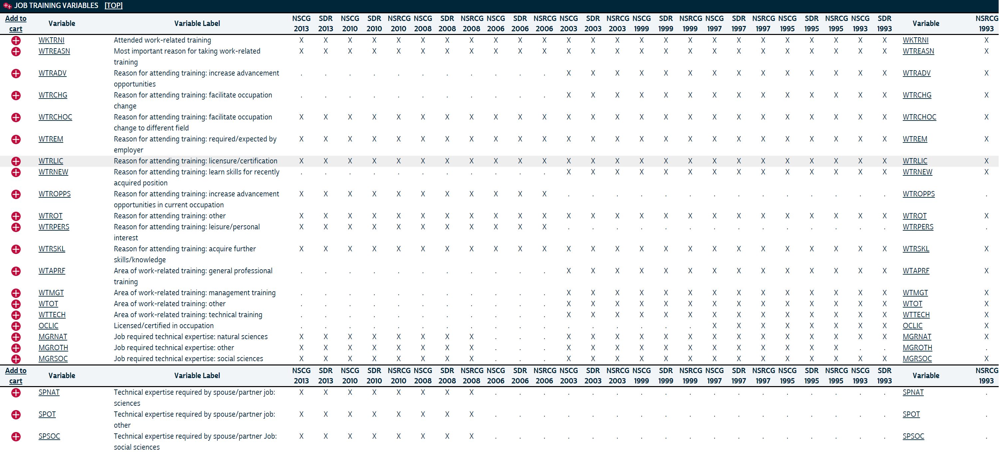 JOB TRAINING VARIABLES [TOP]
Add to NSCG SDR NSCG SDR NSRCG NSCG SDR NSRCG NSCG SDR NSRCG NSCG SDR NSRCG NSCG SDR NSRCG NSCG SDR NSRCG NSCG SDR NSRCG NSCG SDR NSRCG
cart Variable Variable Label 2013 2013 2010 2010 2010 2008 2008 2008 2006 2006 2006 2003 2003 2003 1999 1999 1999 1997 1997 1997 1995 1995 1995 1993 1993 Variable 1993
WKTRNI Attended work-related training X X X X X X X X X X X X X X X X X X X X X X X X X WKTRNI X
WTREASN Most important reason for taking work-related X X X X X X X X X X X X X X X X X X X X X X X X X WTREASN X
training
WTRADV Reason for attending training: increase advancement . . . . . . . . . . . X X X X X X X X X X X X X X WTRADV X
opportunities
WTRCHG Reason for attending training: facilitate occupation . . . . . . . . . . . X X X X X X X X X X X X X X WTRCHG X
change
WTRCHOC Reason for attending training: facilitate occupation X X X X X X X X X X X X X X X X X X X X X X X X X WTRCHOC X
change to different field
WTREM Reason for attending training: required/expected by X X X X X X X X X X X X X X X X X X X X X X X X X WTREM X
employer
WTRLIC Reason for attending training: licensure/certification X X X X X X X X X X X X X X X X X X X X X X X X X WTRLIC X
WTRNEW Reason for attending training: learn skills for recently . . . . . . . . . . . X X X X X X X X X X X X X X WTRNEW X
acquired position
WTROPPS Reason for attending training: increase advancement X X X X X X X X X X X . . . . . . . . . . . . . . WTROPPS .
opportunities in current occupation
WTROT Reason for attending training: other X X X X X X X X X X X X X X X X X X X X X X X X X WTROT X
WTRPERS Reason for attending training: leisure/personal X X X X X X X X X X X . . . . . . . . . . . . . . WTRPERS .
interest
WTRSKL Reason for attending training: acquire further X X X X X X X X X X X X X X X X X X X X X X X X X WTRSKL X
skills/knowledge
WTAPRF Area of work-related training: general professional . . . . . . . . . . . X X X X X X X X X X X X X X WTAPRF X
training
WTMGT Area of work-related training: management training . . . . . . . . . . . X X X X X X X X X X X X X X WTMGT X
WTOT Area of work-related training: other . . . . . . . . . . . X X X X X X X X X X X X X X WTOT X
WTTECH Area of work-related training: technical training . . . . . . . . . . . X X X X X X X X X X X X X X WTTECH X
OCLIC Licensed/certified in occupation . . . . . . . . . . . . . . . . . X X X X X X X X OCLIC X
MGRNAT Job required technical expertise: natural sciences X X X X X X X X . . . X X X X X X X X X X X X X X MGRNAT X
MGROTH Job required technical expertise: other X X X X X X X X . . . X X X X X X X X X X X X . . MGROTH .
MGRSOC Job required technical expertise: social sciences X X X X X X X X . . . X X X X X X X X X X X X X X MGRSOC X
Add to NSCG SDR NSCG SDR NSRCG NSCG SDR NSRCG NSCG SDR NSRCG NSCG SDR NSRCG NSCG SDR NSRCG NSCG SDR NSRCG NSCG SDR NSRCG NSCG SDR NSRCG
cart Variable Variable Label 2013 2013 2010 2010 2010 2008 2008 2008 2006 2006 2006 2003 2003 2003 1999 1999 1999 1997 1997 1997 1995 1995 1995 1993 1993 Variable 1993
SPNAT Technical expertise required by spouse/partner job: X X X X X X X X . . . . . . . . . . . . . . . . . SPNAT .
sciences
SPOT Technical expertise required by spouse/partner job: X X X X X X X X . . . . . . . . . . . . . . . . . SPOT .
other
SPSOC Technical expertise required by spouse/partner Job: X X X X X X X X . . . . . . . . . . . . . . . . . SPSOC .
social sciences